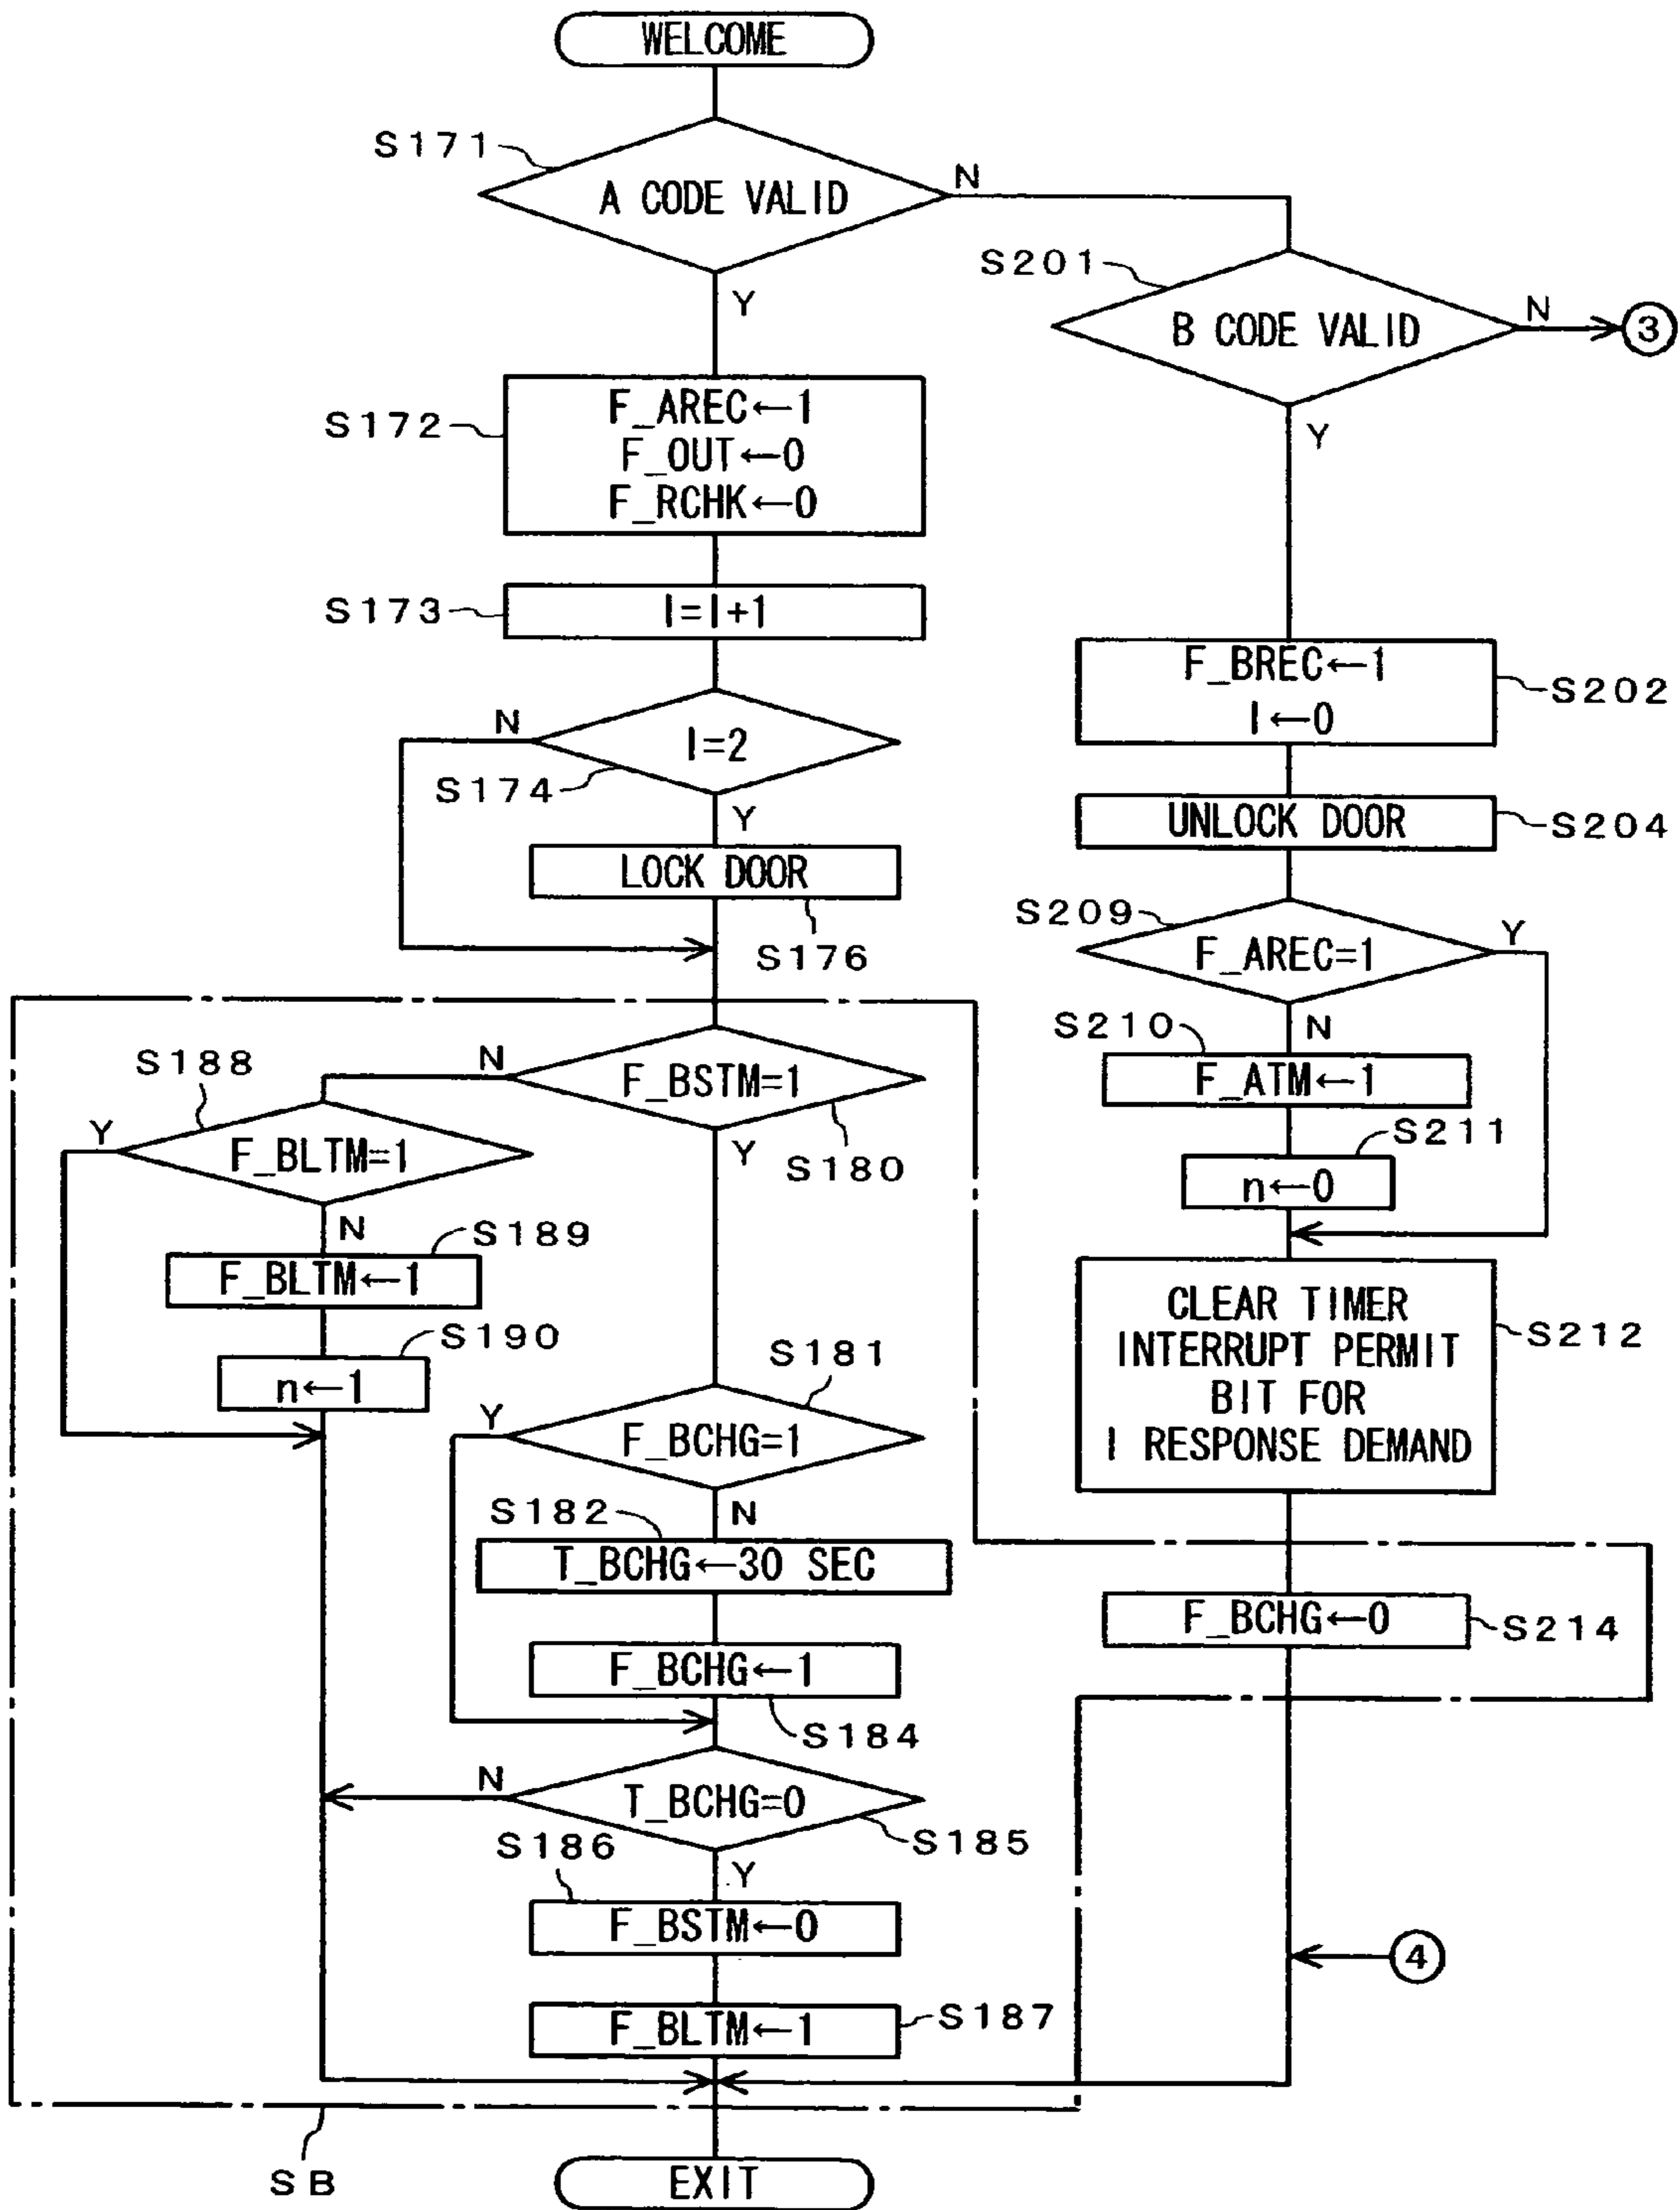 WELCOME
S171
A CODE VALID
N
Y
S201
B CODE VALID
N
3
Y
S172
F_AREC←1
F_OUT←0
F_RCHK←0
S173
I=I+1
N
I=2
S174
Y
LOCK DOOR
S176
F_BREC←1
I←0
S202
UNLOCK DOOR
S204
S209
F_AREC=1
Y
S210
N
F_ATM←1
S211
n←0
CLEAR TIMER
INTERRUPT PERMIT
BIT FOR
I RESPONSE DEMAND
S212
F_BCHG←0
S214
4
N
F_BSTM=1
S180
Y
S188
Y
F_BLTM=1
N
S189
F_BLTM←1
S190
n←1
S181
Y
F_BCHG=1
N
S182
T_BCHG←30 SEC
F_BCHG←1
S184
N
T_BCHG=0
S185
S186
Y
F_BSTM←0
F_BLTM←1
S187
SB
EXIT